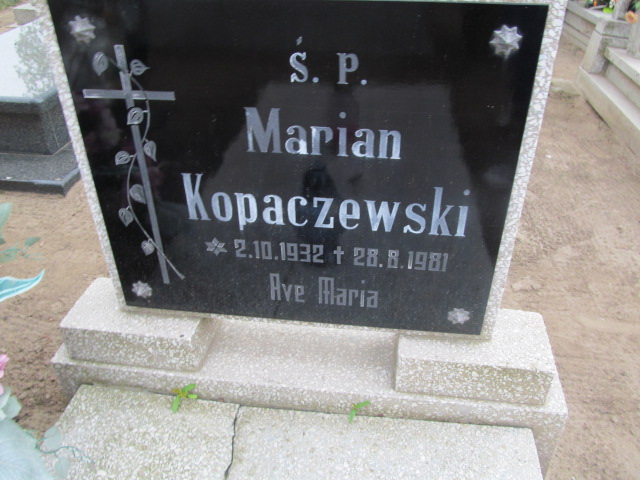 Ś. P.
Marian
Kopaczewski
* 2.10.1932 † 28.8.1981
Ave Maria